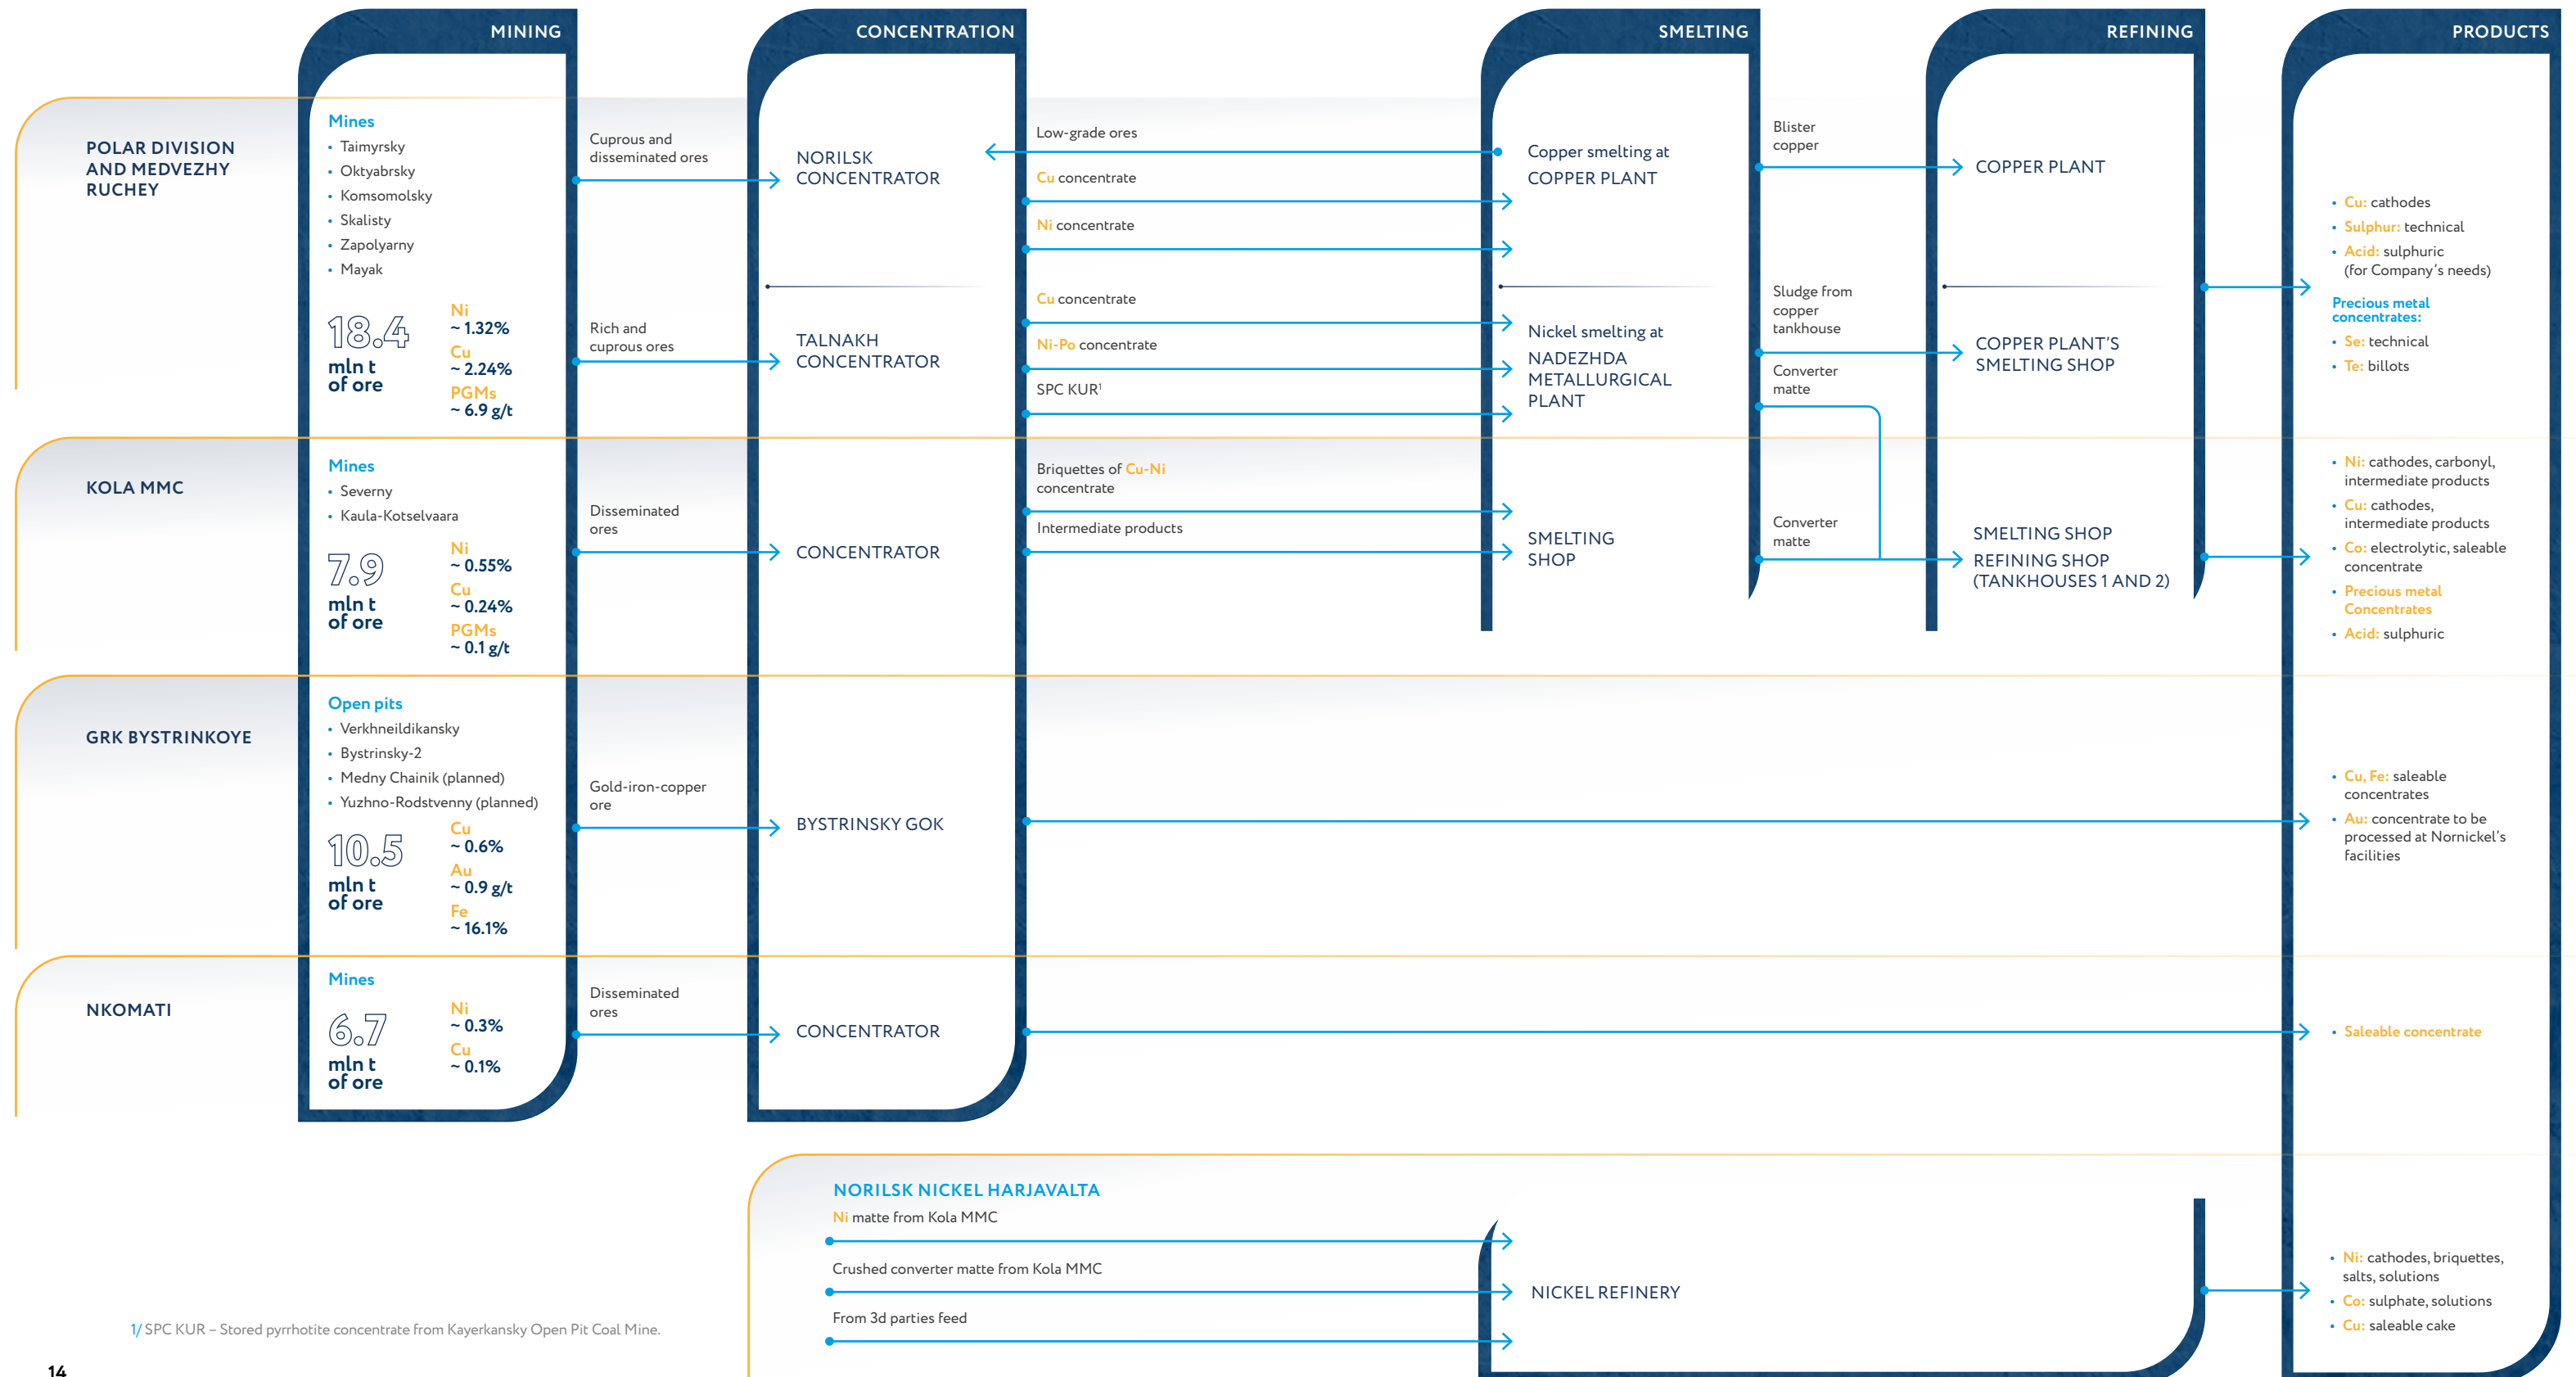 MINING
CONCENTRATION
SMELTING
REFINING
PRODUCTS
POLAR DIVISION
AND MEDVEZHY
RUCHEY
Mines
• Taimyrsky
• Oktyabrsky
• Komsomolsky
• Skalisty
• Zapolyarny
• Mayak
18.4
mln t
of ore
Ni
~ 1.32%
Cu
~ 2.24%
PGMs
~ 6.9 g/t
Cuprous and
disseminated ores
Rich and
cuprous ores
NORILSK
CONCENTRATOR
TALNAKH
CONCENTRATOR
Low-grade ores
Cu concentrate
Ni concentrate
Cu concentrate
Ni-Po concentrate
SPC KUR¹
Copper smelting at
COPPER PLANT
Nickel smelting at
NADEZHDA
METALLURGICAL
PLANT
Blister
copper
Sludge from
copper
tankhouse
Converter
matte
COPPER PLANT
COPPER PLANT'S
SMELTING SHOP
• Cu: cathodes
• Sulphur: technical
• Acid: sulphuric
(for Company's needs)
Precious metal
concentrates:
• Se: technical
• Te: billots
KOLA MMC
Mines
• Severny
• Kaula-Kotselvaara
7.9
mln t
of ore
Ni
~ 0.55%
Cu
~ 0.24%
PGMs
~ 0.1 g/t
Disseminated
ores
CONCENTRATOR
Briquettes of Cu-Ni
concentrate
Intermediate products
SMELTING
SHOP
Converter
matte
SMELTING SHOP
REFINING SHOP
(TANKHOUSES 1 AND 2)
• Ni: cathodes, carbonyl,
intermediate products
• Cu: cathodes,
intermediate products
• Co: electrolytic, saleable
concentrate
• Precious metal
Concentrates
• Acid: sulphuric
GRK BYSTRINKOYE
Open pits
• Verkhneildikansky
• Bystrinsky-2
• Medny Chainik (planned)
• Yuzhno-Rodstvenny (planned)
10.5
mln t
of ore
Cu
~ 0.6%
Au
~ 0.9 g/t
Fe
~ 16.1%
Gold-iron-copper
ore
BYSTRINSKY GOK
• Cu, Fe: saleable
concentrates
• Au: concentrate to be
processed at Nornickel's
facilities
NKOMATI
Mines
6.7
mln t
of ore
Ni
~ 0.3%
Cu
~ 0.1%
Disseminated
ores
CONCENTRATOR
• Saleable concentrate
NORILSK NICKEL HARJAVALTA
Ni matte from Kola MMC
Crushed converter matte from Kola MMC
From 3d parties feed
NICKEL REFINERY
• Ni: cathodes, briquettes,
salts, solutions
• Co: sulphate, solutions
• Cu: saleable cake
1/ SPC KUR – Stored pyrrhotite concentrate from Kayerkansky Open Pit Coal Mine.
14